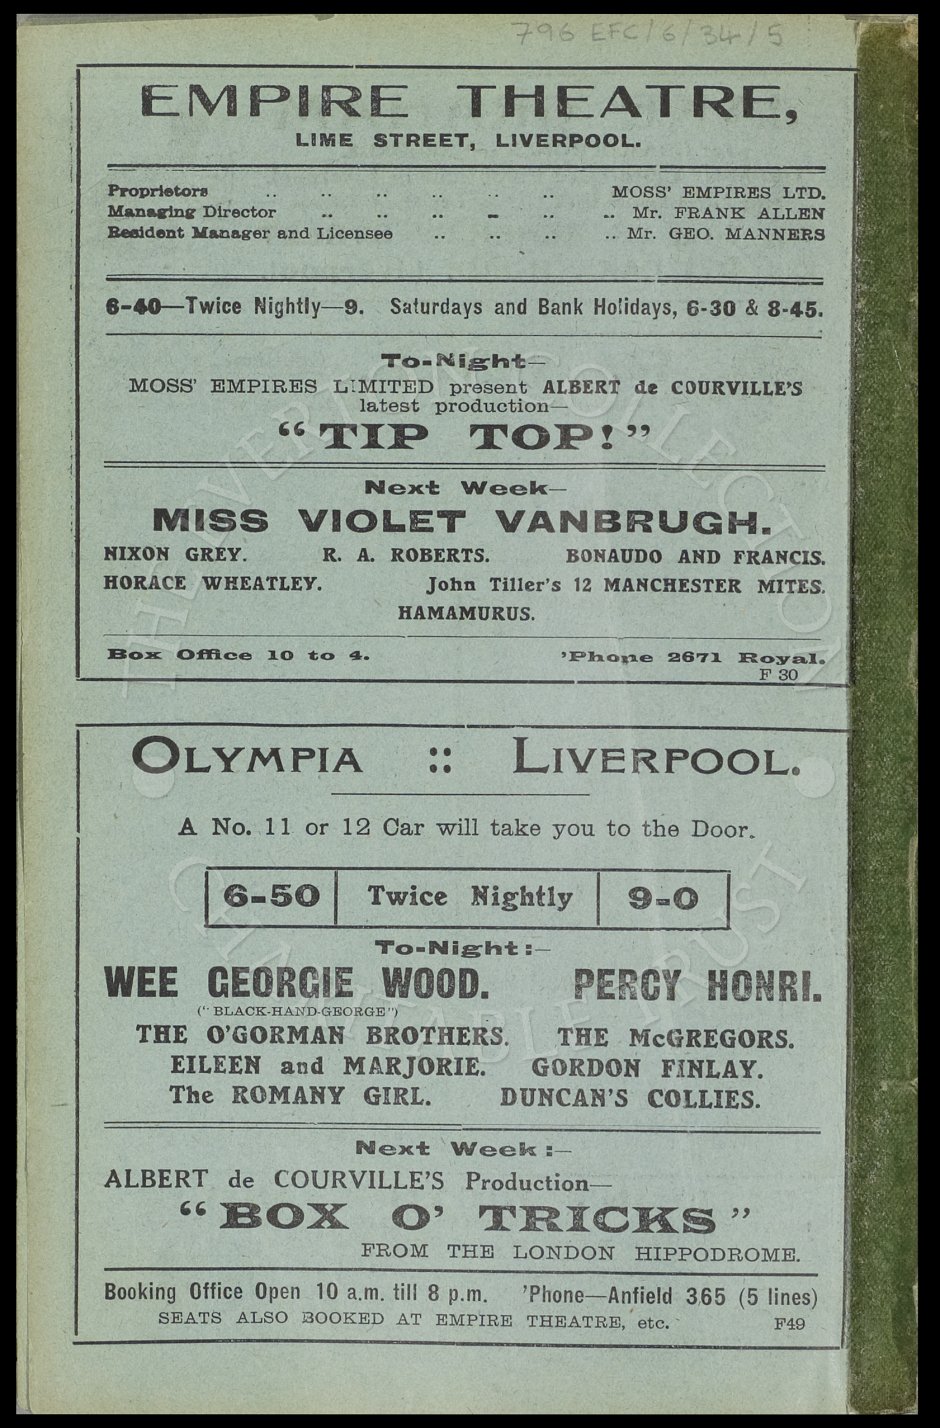 796 EFC/6/34/5
EMPIRE THEATRE,
LIME STREET, LIVERPOOL.
Proprietors .. .. .. .. .. .. MOSS' EMPIRES LTD.
Managing Director .. .. .. .. .. .. Mr. FRANK ALLEN
Resident Manager and Licensee .. .. .. .. Mr. GEO. MANNERS
6-40—Twice Nightly—9. Saturdays and Bank Holidays, 6-30 & 8-45.
To-Night—
MOSS' EMPIRES LIMITED present ALBERT de COURVILLE'S
latest production—
"TIP TOP!"
Next Week—
MISS VIOLET VANBRUGH.
NIXON GREY. R. A. ROBERTS. BONAUDO AND FRANCIS.
HORACE WHEATLEY. John Tiller's 12 MANCHESTER MITES.
HAMAMURUS.
Box Office 10 to 4. 'Phone 2671 Royal.
F 30
OLYMPIA :: LIVERPOOL.
A No. 11 or 12 Car will take you to the Door.
6-50 Twice Nightly 9-0
To-Night:—
WEE GEORGIE WOOD. PERCY HONRI.
("BLACK-HAND-GEORGE")
THE O'GORMAN BROTHERS. THE McGREGORS.
EILEEN and MARJORIE. GORDON FINLAY.
The ROMANY GIRL. DUNCAN'S COLLIES.
Next Week:—
ALBERT de COURVILLE'S Production—
"BOX O' TRICKS"
FROM THE LONDON HIPPODROME.
Booking Office Open 10 a.m. till 8 p.m. 'Phone—Anfield 365 (5 lines)
SEATS ALSO BOOKED AT EMPIRE THEATRE, etc. F49
THE EVERTON COLLECTION
CHARITABLE TRUST